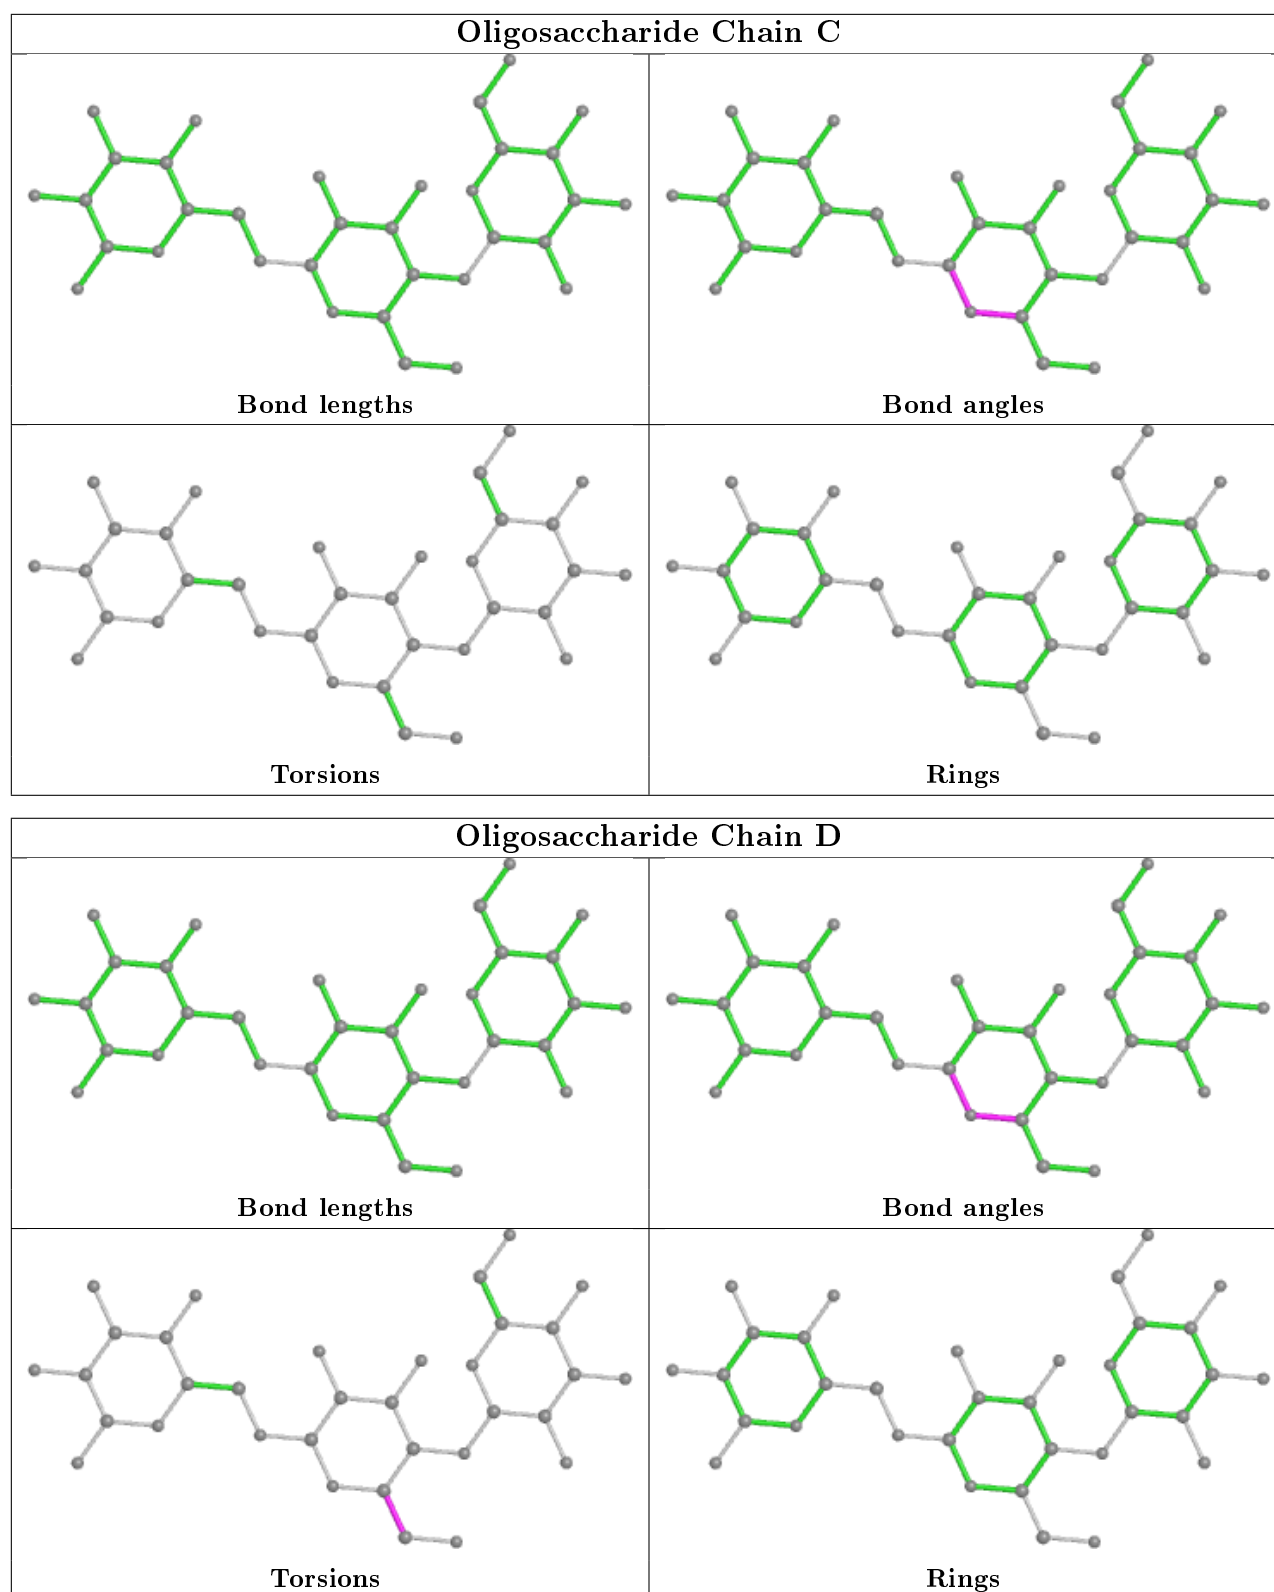 Oligosaccharide Chain C
Bond lengths
Bond angles
Torsions
Rings
Oligosaccharide Chain D
Bond lengths
Bond angles
Torsions
Rings